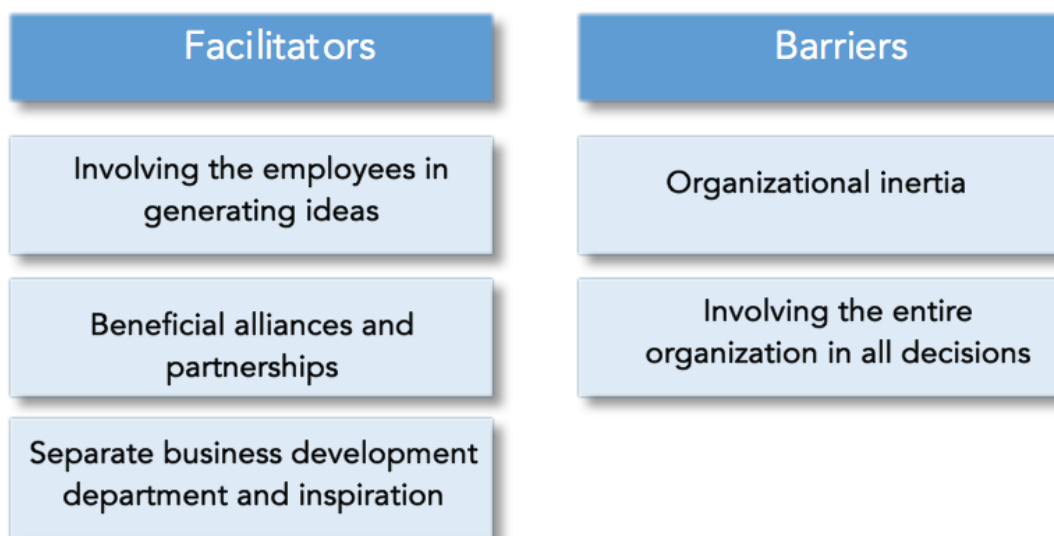 Facilitators
Involving the employees in
generating ideas
Beneficial alliances and
partnerships
Separate business development
department and inspiration
Barriers
Organizational inertia
Involving the entire
organization in all decisions